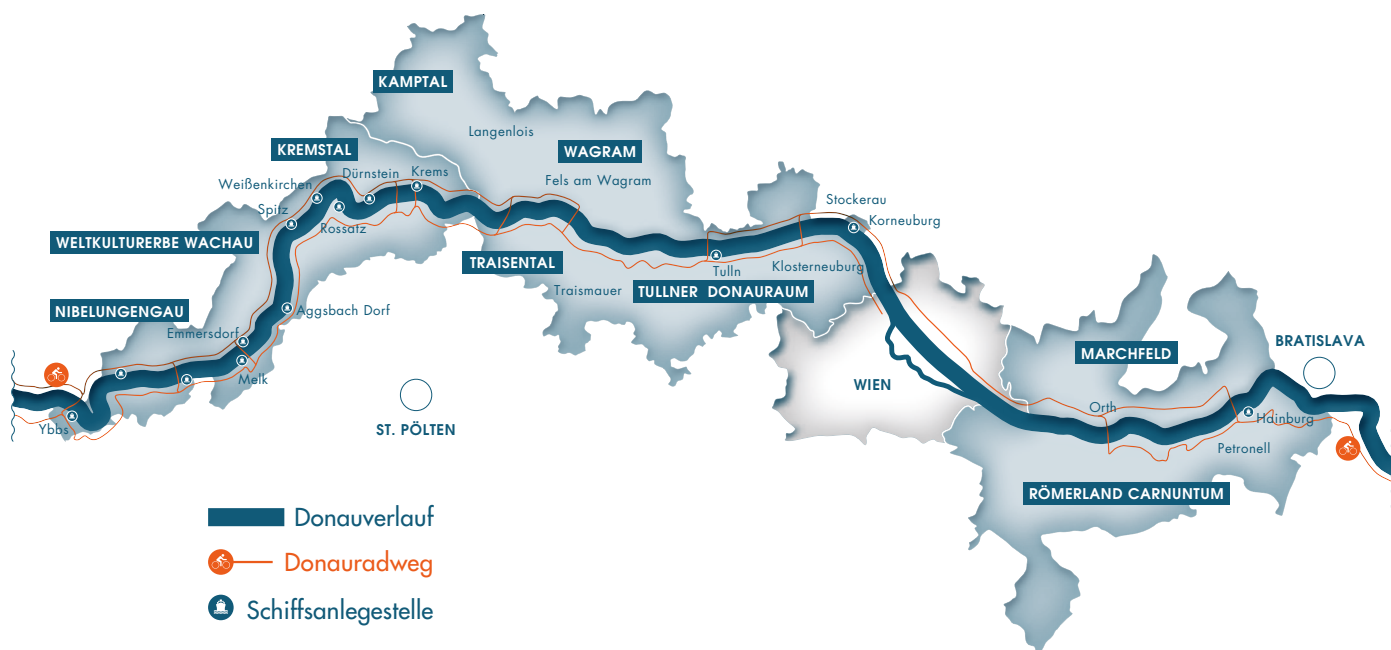 KAMPTAL
Langenlois
KREMSTAL
WAGRAM
Dürnstein
Krems
Weißenkirchen
Fels am Wagram
Spitz
Rossatz
Stockerau
Korneuburg
WELTKULTURERBE WACHAU
TRAISENTAL
Tulln
Klosterneuburg
Traismauer
TULLNER DONAURAUM
NIBELUNGENGAU
Aggsbach Dorf
Emmersdorf
BRATISLAVA
MARCHFELD
Melk
WIEN
Orth
Ybbs
ST. PÖLTEN
Hainburg
Petronell
RÖMERLAND CARNUNTUM
Donauverlauf
Donauradweg
Schiffsanlegestelle